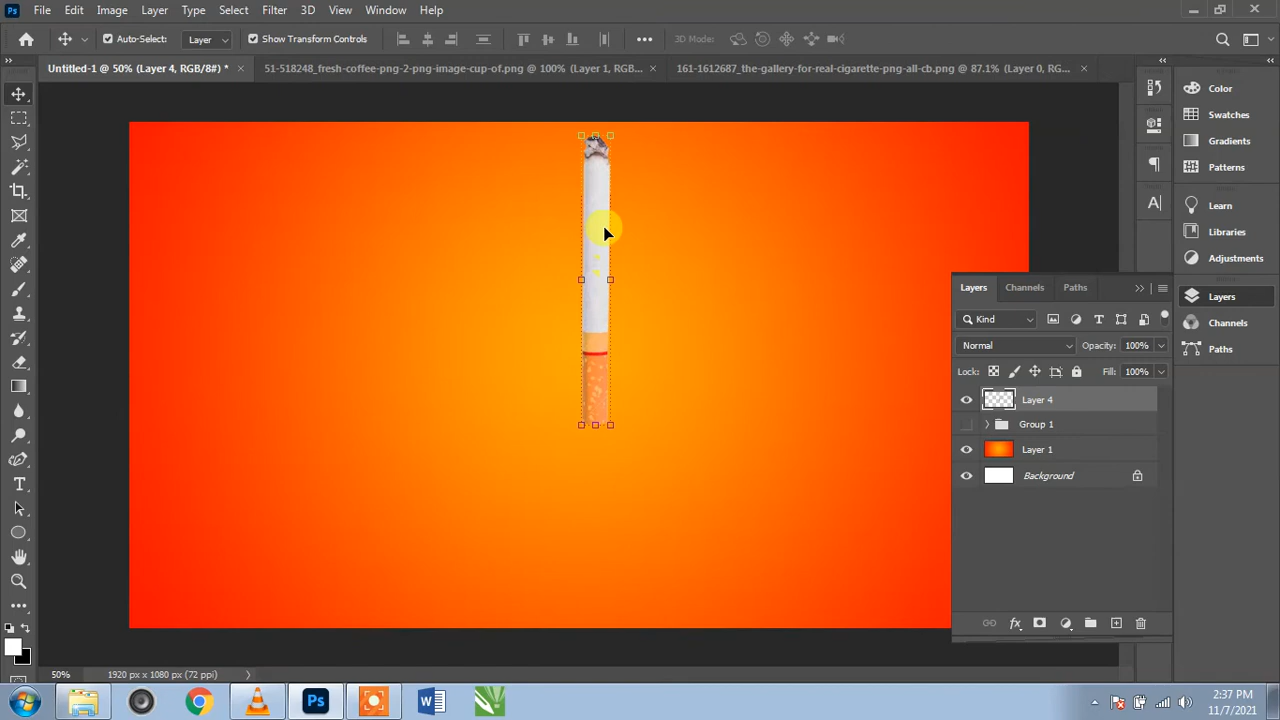 Ps File Edit Image Layer Type Select Filter 3D View Window Help
Auto-Select: Layer Show Transform Controls 3D Mode:
Untitled-1 @ 50% (Layer 4, RGB/8#) * × 51-518248_fresh-coffee-png-2-png-image-cup-of.png @ 100% (Layer 1, RGB... × 161-1612687_the-gallery-for-real-cigarette-png-all-cb.png @ 87.1% (Layer 0, RG... ×
Color
Swatches
Gradients
Patterns
Learn
Libraries
Adjustments
Layers
Channels
Paths
Layers Channels Paths
Kind
Normal Opacity: 100%
Lock: Fill: 100%
Layer 4
Group 1
Layer 1
Background
50% 1920 px x 1080 px (72 ppi)
Ps
2:37 PM
11/7/2021